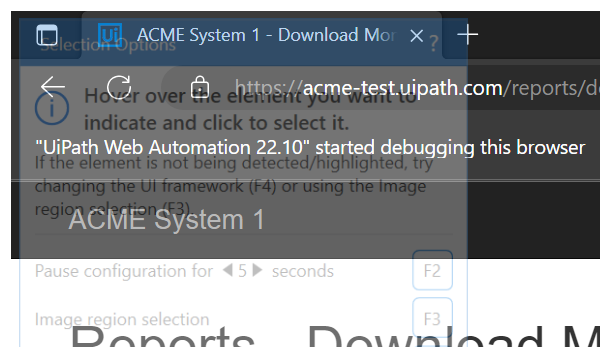 ACME System 1 - Download Mor
Selection Options ?
https://acme-test.uipath.com/reports/do
Hover over the element you want to
indicate and click to select it.
"UiPath Web Automation 22.10" started debugging this browser
If the element is not being detected/highlighted, try
changing the UI framework (F4) or using the Image
region selection (F3).
ACME System 1
Pause configuration for 5 seconds F2
Image region selection F3
Reports - Download M